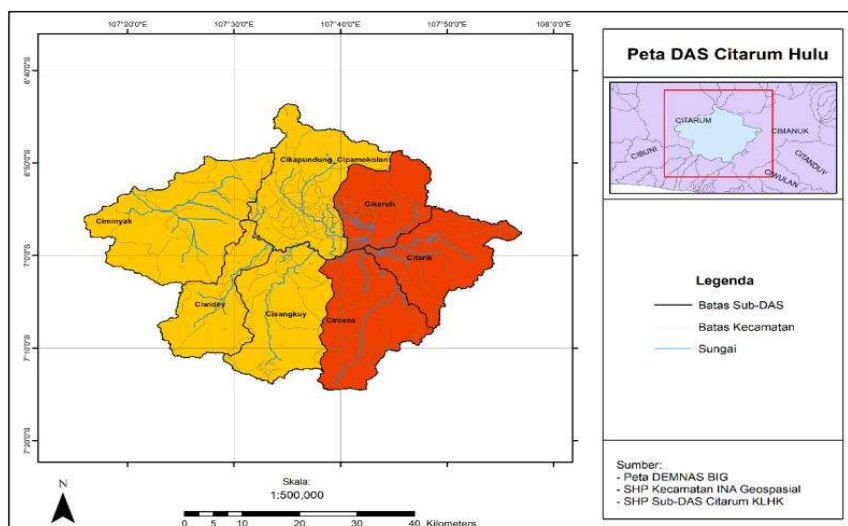 107°20'0"E 107°30'0"E 107°40'0"E 107°50'0"E 108°0'0"E
6°40'0"S
6°50'0"S
7°00'0"S
7°10'0"S
7°20'0"S
Cikapundung Cipamokolan
Cikeruh
Ciminyak
Citarik
Ciwidey
Cisangkuy
Cirasea
N
Skala:
1:500,000
0 5 10 20 30 40 Kilometers
Peta DAS Citarum Hulu
CITARUM
CIMANUK
CIBUNI
CITANDUY
CIWULAN
Legenda
Batas Sub-DAS
Batas Kecamatan
Sungai
Sumber:
- Peta DEMNAS BIG
- SHP Kecamatan INA Geospasial
- SHP Sub-DAS Citarum KLHK